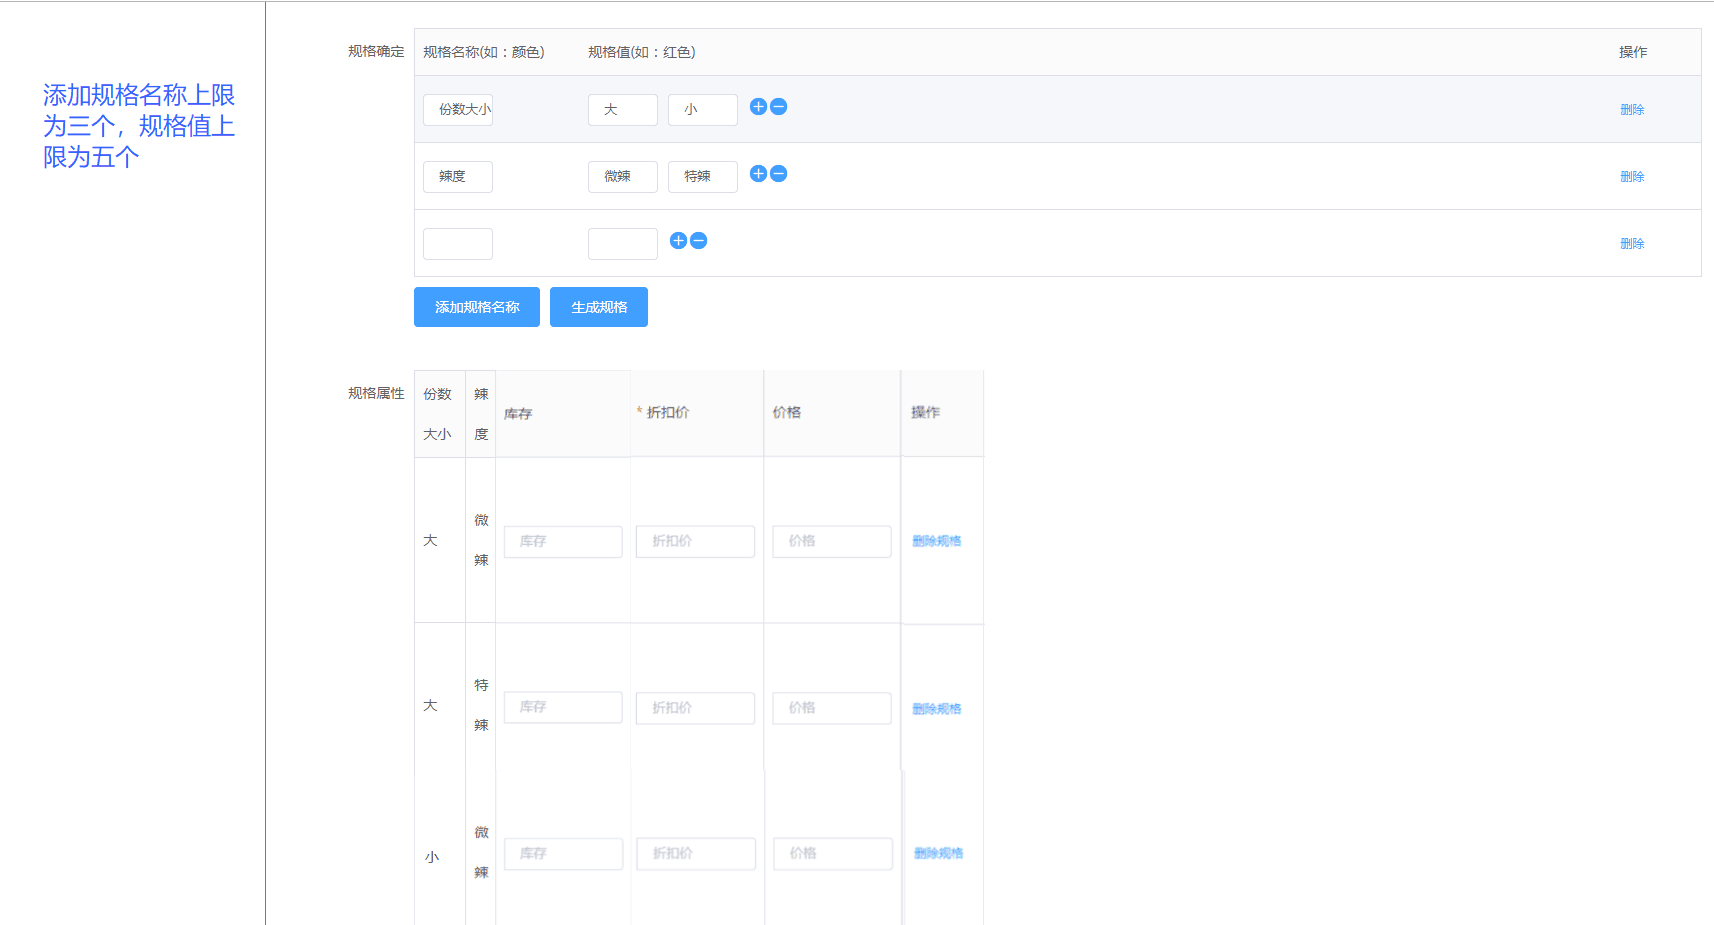 添加规格名称上限
为三个，规格值上
限为五个
规格确定
规格名称(如：颜色) 规格值(如：红色) 操作
份数大小 大 小 删除
辣度 微辣 特辣 删除
删除
添加规格名称 生成规格
规格属性
份数
大小
辣
度
库存 * 折扣价 价格 操作
大
微
辣
库存 折扣价 价格 删除规格
大
特
辣
库存 折扣价 价格 删除规格
小
微
辣
库存 折扣价 价格 删除规格